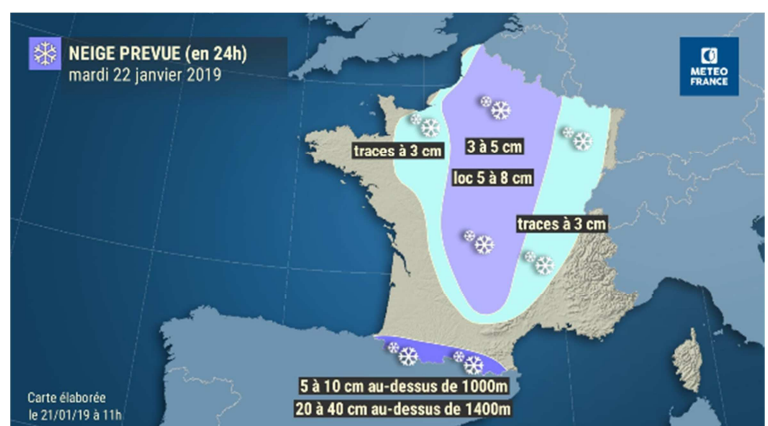 NEIGE PREVUE (en 24h)
mardi 22 janvier 2019
METEO
FRANCE
traces à 3 cm
3 à 5 cm
loc 5 à 8 cm
traces à 3 cm
5 à 10 cm au-dessus de 1000m
20 à 40 cm au-dessus de 1400m
Carte élaborée
le 21/01/19 à 11h